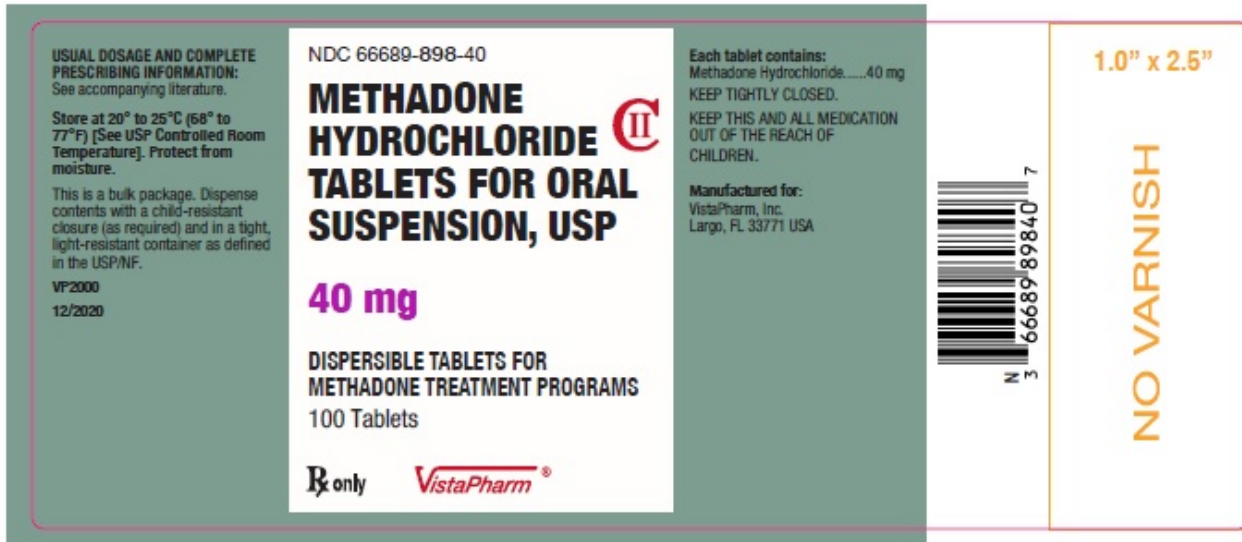 USUAL DOSAGE AND COMPLETE
PRESCRIBING INFORMATION:
See accompanying literature.
Store at 20° to 25°C (68° to
77°F) [See USP Controlled Room
Temperature]. Protect from
moisture.
This is a bulk package. Dispense
contents with a child-resistant
closure (as required) and in a tight,
light-resistant container as defined
in the USP/NF.
VP2000
12/2020
NDC 66689-898-40
METHADONE
HYDROCHLORIDE
TABLETS FOR ORAL
SUSPENSION, USP
CII
40 mg
DISPERSIBLE TABLETS FOR
METHADONE TREATMENT PROGRAMS
100 Tablets
Rx only
VistaPharm®
Each tablet contains:
Methadone Hydrochloride......40 mg
KEEP TIGHTLY CLOSED.
KEEP THIS AND ALL MEDICATION
OUT OF THE REACH OF
CHILDREN.
Manufactured for:
VistaPharm, Inc.
Largo, FL 33771 USA
N
3 66689 89840 7
1.0” x 2.5”
NO VARNISH